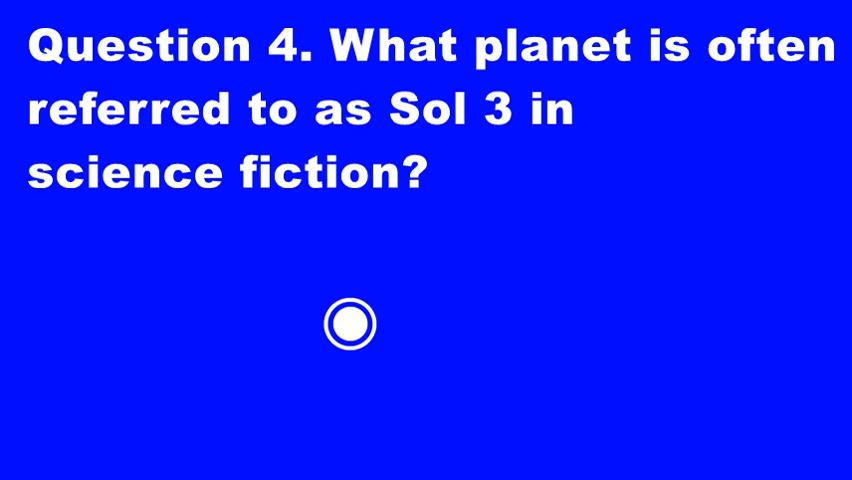 Question 4. What planet is often
referred to as Sol 3 in
science fiction?